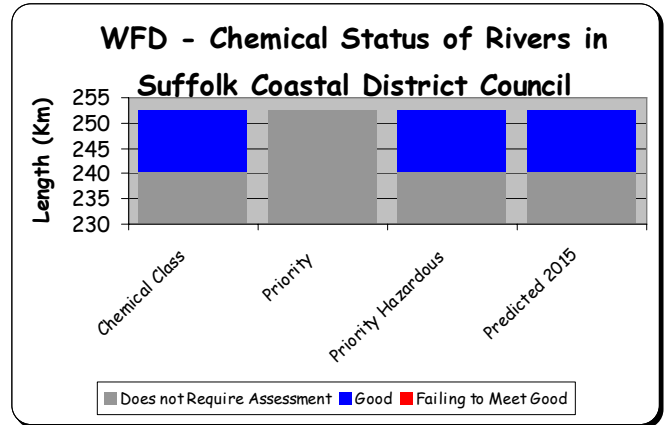 WFD - Chemical Status of Rivers in
Suffolk Coastal District Council
Length (Km)
255
250
245
240
235
230
Chemical Class
Priority
Priority Hazardous
Predicted 2015
Does not Require Assessment Good Failing to Meet Good